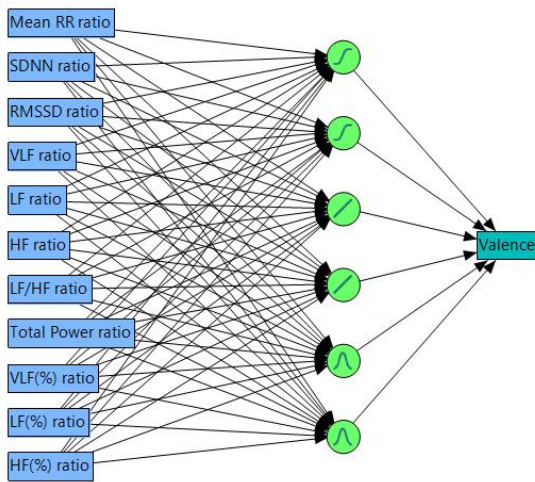 Mean RR ratio
SDNN ratio
RMSSD ratio
VLF ratio
LF ratio
HF ratio
LF/HF ratio
Total Power ratio
VLF(%) ratio
LF(%) ratio
HF(%) ratio
Valence